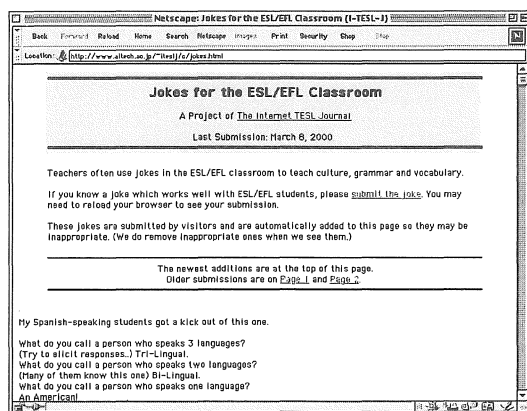 Netscape: Jokes for the ESL/EFL Classroom (I-TESL-J)
Back Forward Reload Home Search Netscape Images Print Security Shop Stop
Location: http://www.aitech.ac.jp/~iteslj/c/jokes.html
Jokes for the ESL/EFL Classroom
A Project of The Internet TESL Journal
Last Submission: March 8, 2000
Teachers often use jokes in the ESL/EFL classroom to teach culture, grammar and vocabulary.
If you know a joke which works well with ESL/EFL students, please submit the joke. You may
need to reload your browser to see your submission.
These jokes are submitted by visitors and are automatically added to this page so they may be
inappropriate. (We do remove inappropriate ones when we see them.)
The newest additions are at the top of this page.
Older submissions are on Page 1 and Page 2.
My Spanish-speaking students got a kick out of this one.
What do you call a person who speaks 3 languages?
(Try to elicit responses..) Tri-Lingual.
What do you call a person who speaks two languages?
(Many of them know this one) Bi-Lingual.
What do you call a person who speaks one language?
An American!